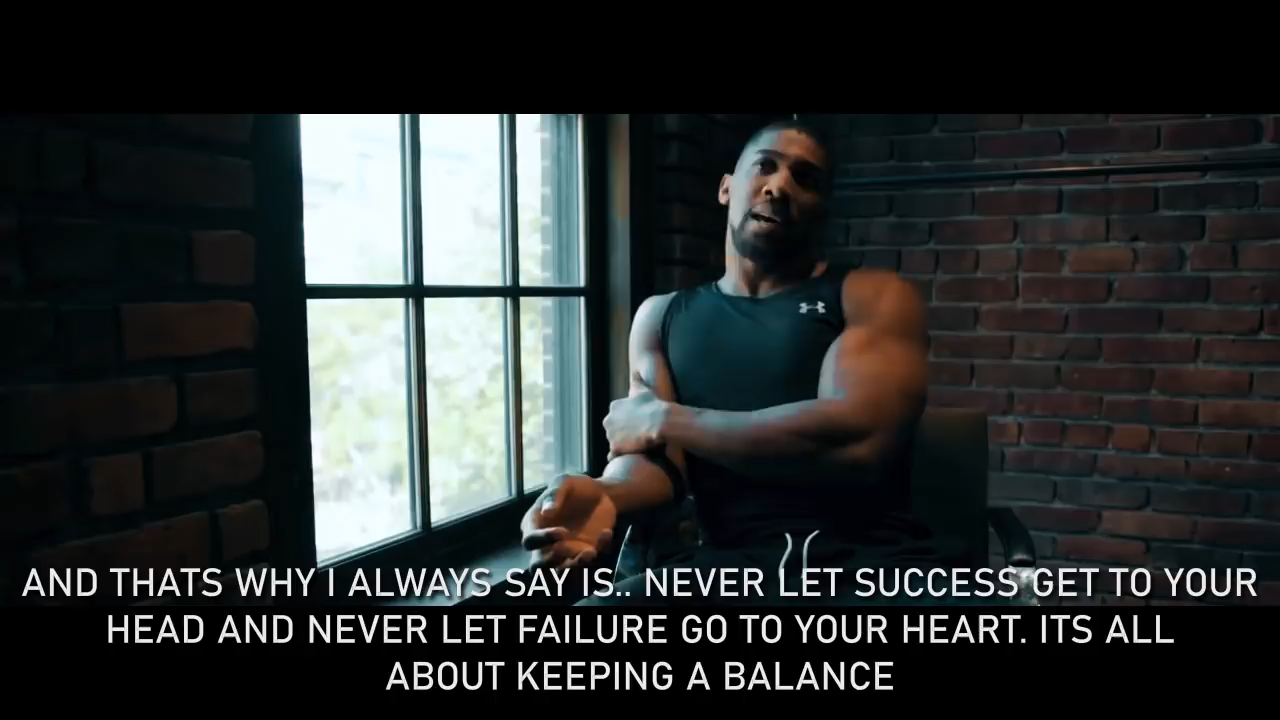 AND THATS WHY I ALWAYS SAY IS.. NEVER LET SUCCESS GET TO YOUR
HEAD AND NEVER LET FAILURE GO TO YOUR HEART. ITS ALL
ABOUT KEEPING A BALANCE